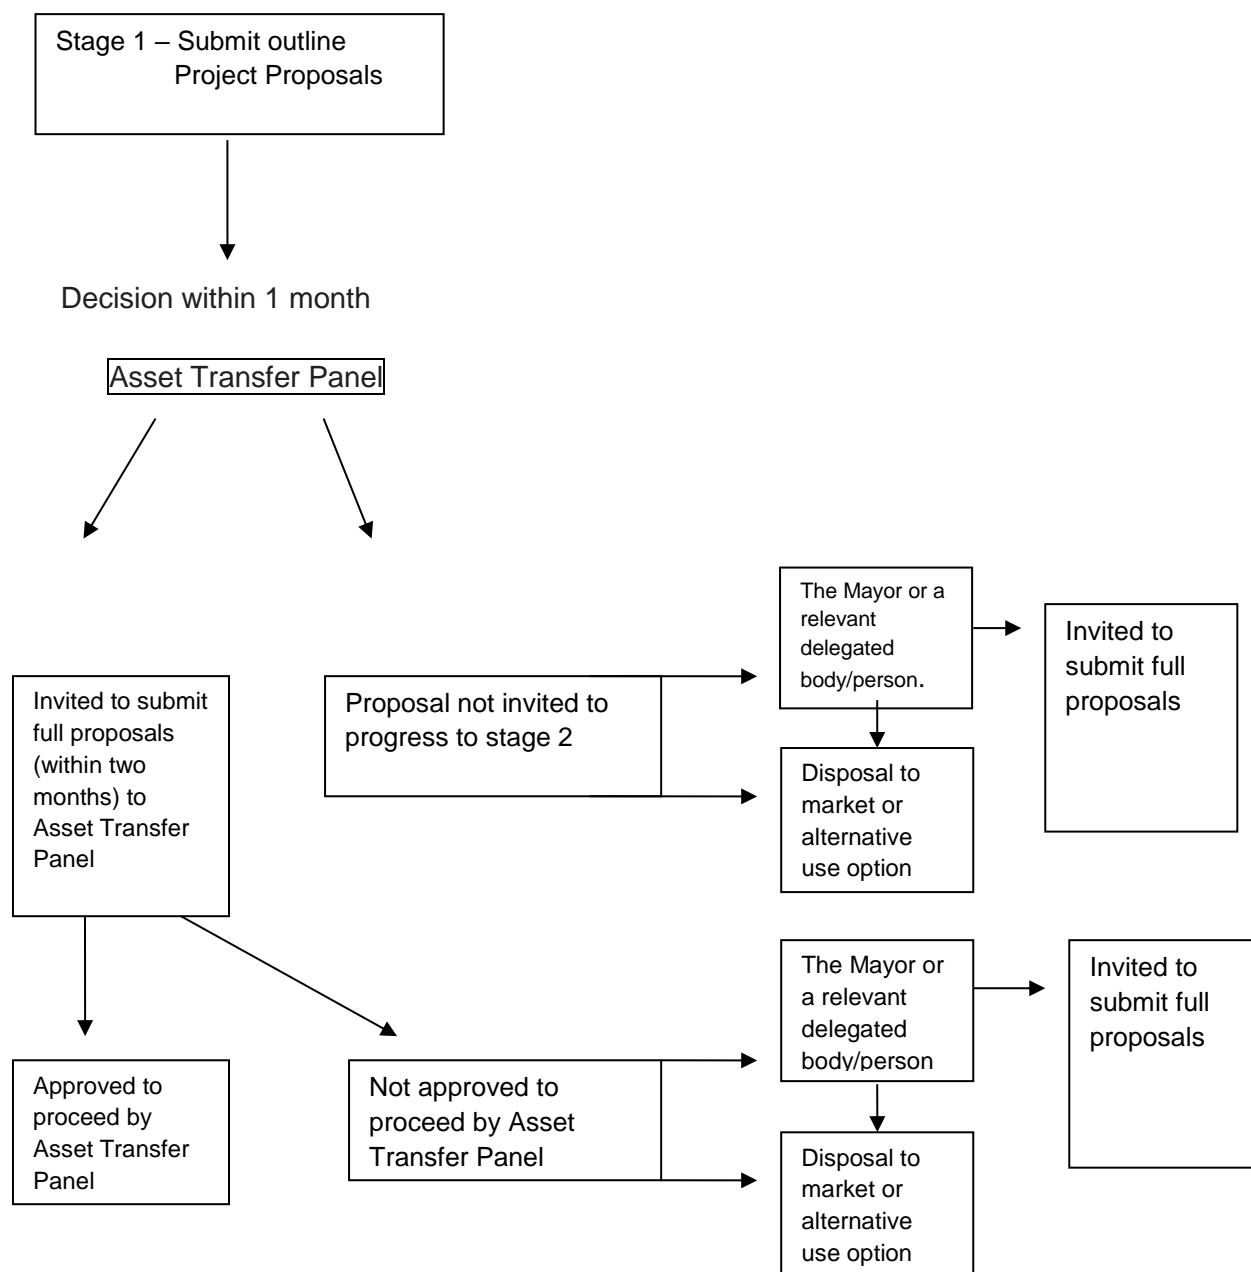 Stage 1 – Submit outline
Project Proposals
Decision within 1 month
Asset Transfer Panel
The Mayor or a
relevant
delegated
body/person.
Invited to
submit full
proposals
Invited to submit
full proposals
(within two
months) to
Asset Transfer
Panel
Proposal not invited to
progress to stage 2
Disposal to
market or
alternative
use option
The Mayor or
a relevant
delegated
body/person
Invited to
submit full
proposals
Approved to
proceed by
Asset Transfer
Panel
Not approved to
proceed by Asset
Transfer Panel
Disposal to
market or
alternative
use option